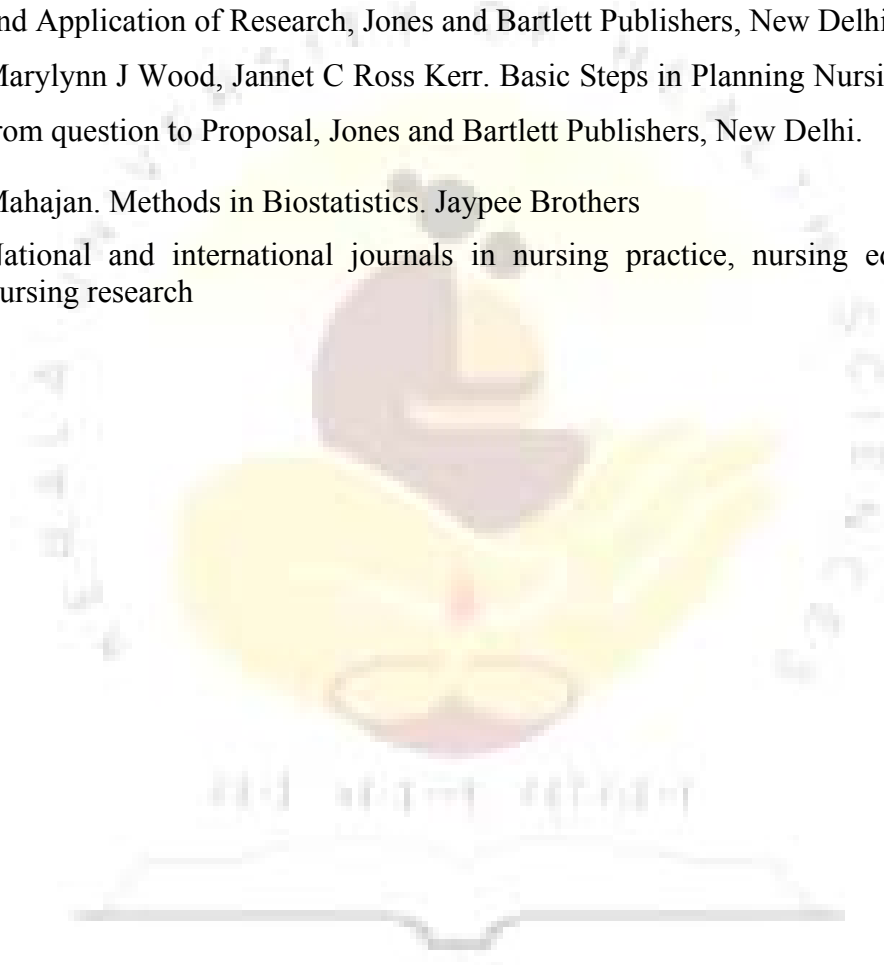 nd Application of Research, Jones and Bartlett Publishers, New Delhi
Marylynn J Wood, Jannet C Ross Kerr. Basic Steps in Planning Nursi
rom question to Proposal, Jones and Bartlett Publishers, New Delhi.
Mahajan. Methods in Biostatistics. Jaypee Brothers
National and international journals in nursing practice, nursing ed
ursing research